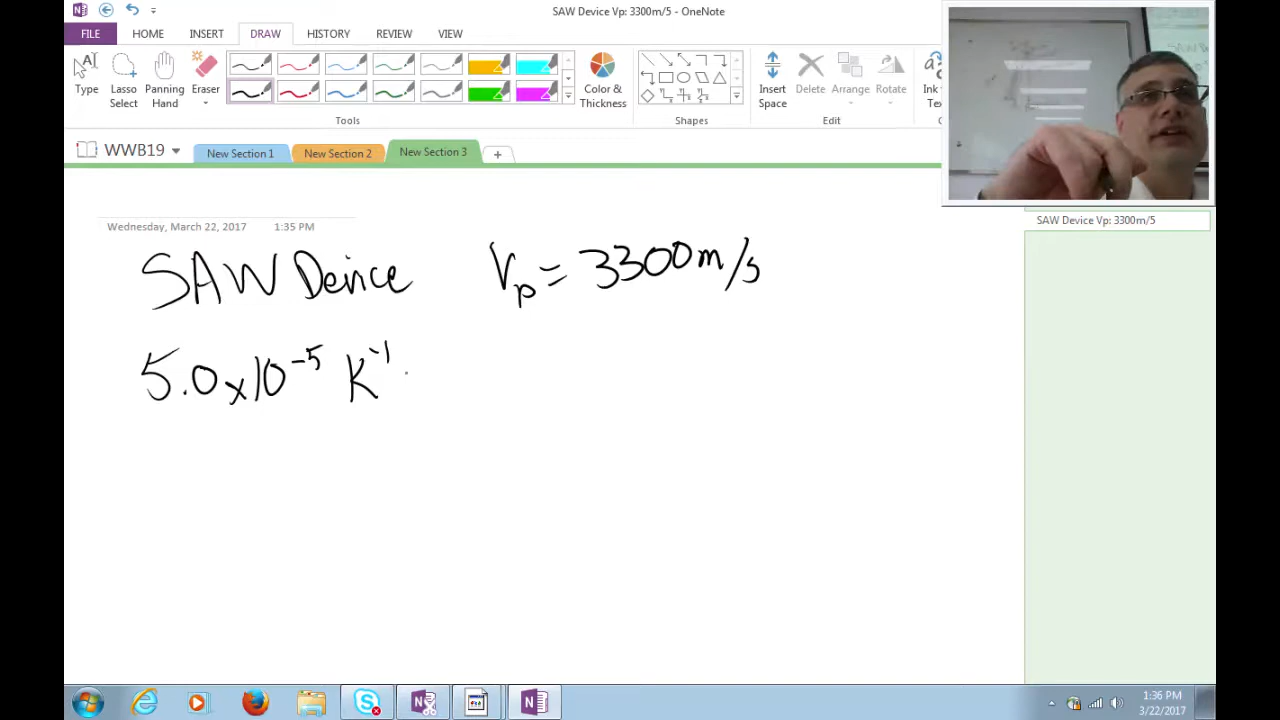 SAW Device Vp: 3300m/5 - OneNote
FILE HOME INSERT DRAW HISTORY REVIEW VIEW
Type
Lasso Select
Panning Hand
Eraser
Color & Thickness
Insert Space
Delete
Arrange
Rotate
Ink to Text
Tools
Shapes
Edit
WWB19 New Section 1 New Section 2 New Section 3
SAW Device Vp: 3300m/5
Wednesday, March 22, 2017 1:35 PM
SAW Device Vp = 3300m/s
5.0x10⁻⁵ K⁻¹
1:36 PM
3/22/2017